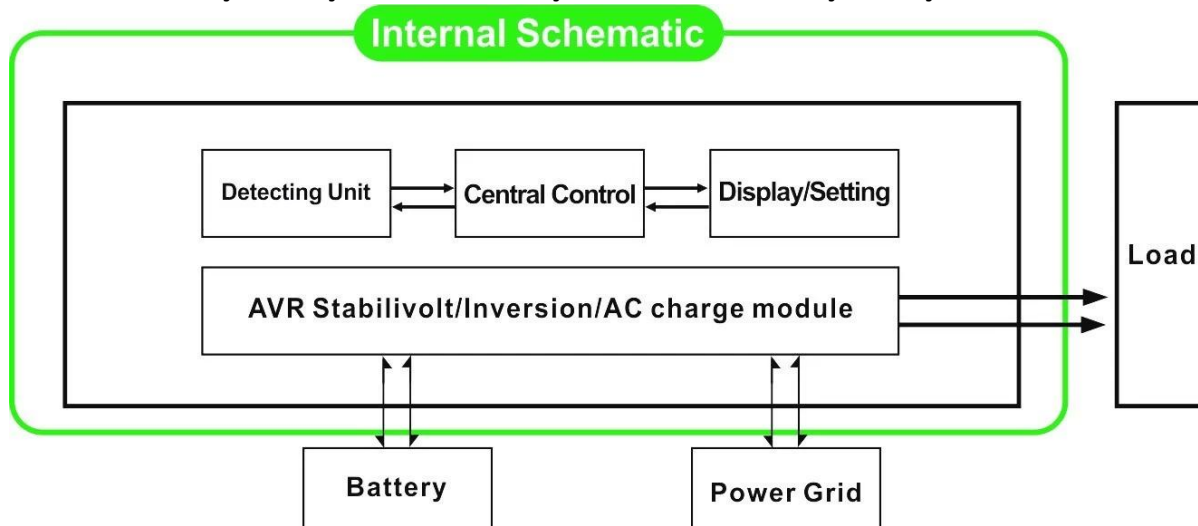 Internal Schematic
Detecting Unit
Central Control
Display/Setting
Load
AVR Stabilivolt/Inversion/AC charge module
Battery
Power Grid